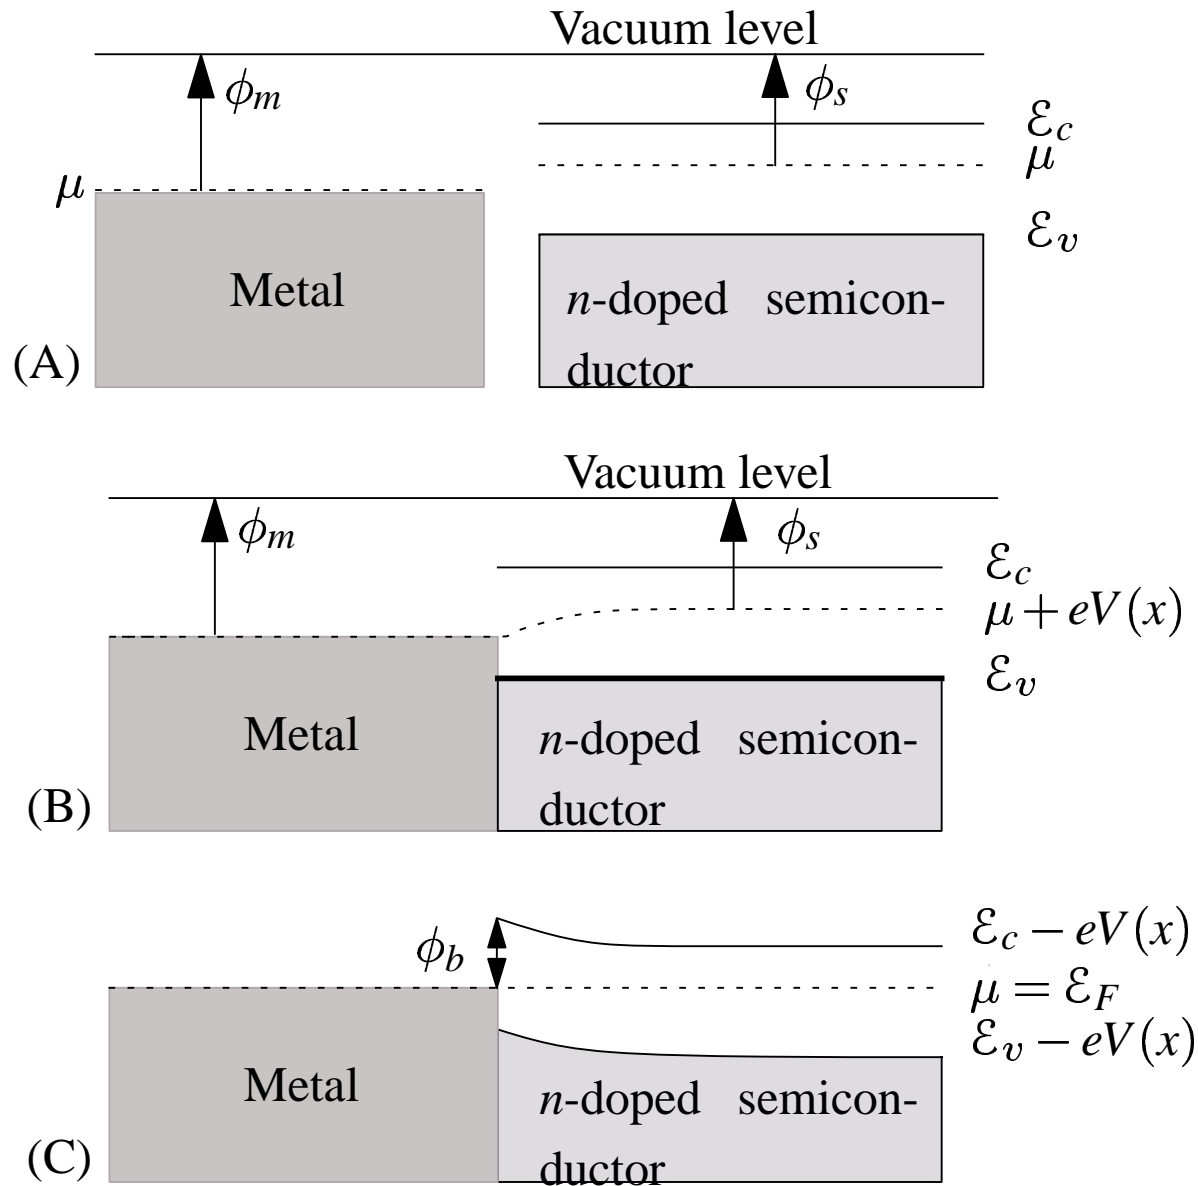 Vacuum level
ϕm
ϕs
ℰc
μ
μ
ℰv
Metal
n-doped semicon-
ductor
(A)
Vacuum level
ϕm
ϕs
ℰc
μ + eV(x)
ℰv
Metal
n-doped semicon-
ductor
(B)
ℰc − eV(x)
ϕb
μ = ℰF
ℰv − eV(x)
Metal
n-doped semicon-
ductor
(C)